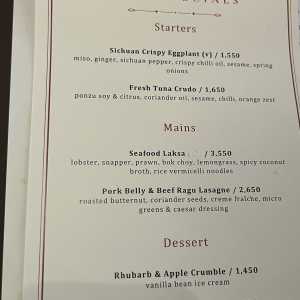 Starters
Sichuan Crispy Eggplant (v) / 1,550
miso, ginger, sichuan pepper, crispy chilli oil, sesame, spring
onions
Fresh Tuna Crudo / 1,650
ponzu soy & citrus, coriander oil, sesame, chilli, orange zest
Mains
Seafood Laksa / 3,550
lobster, snapper, prawn, bok choy, lemongrass, spicy coconut
broth, rice vermicelli noodles
Pork Belly & Beef Ragu Lasagne / 2,650
roasted butternut, coriander seeds, creme fraiche, micro
greens & caesar dressing
Dessert
Rhubarb & Apple Crumble / 1,450
vanilla bean ice cream